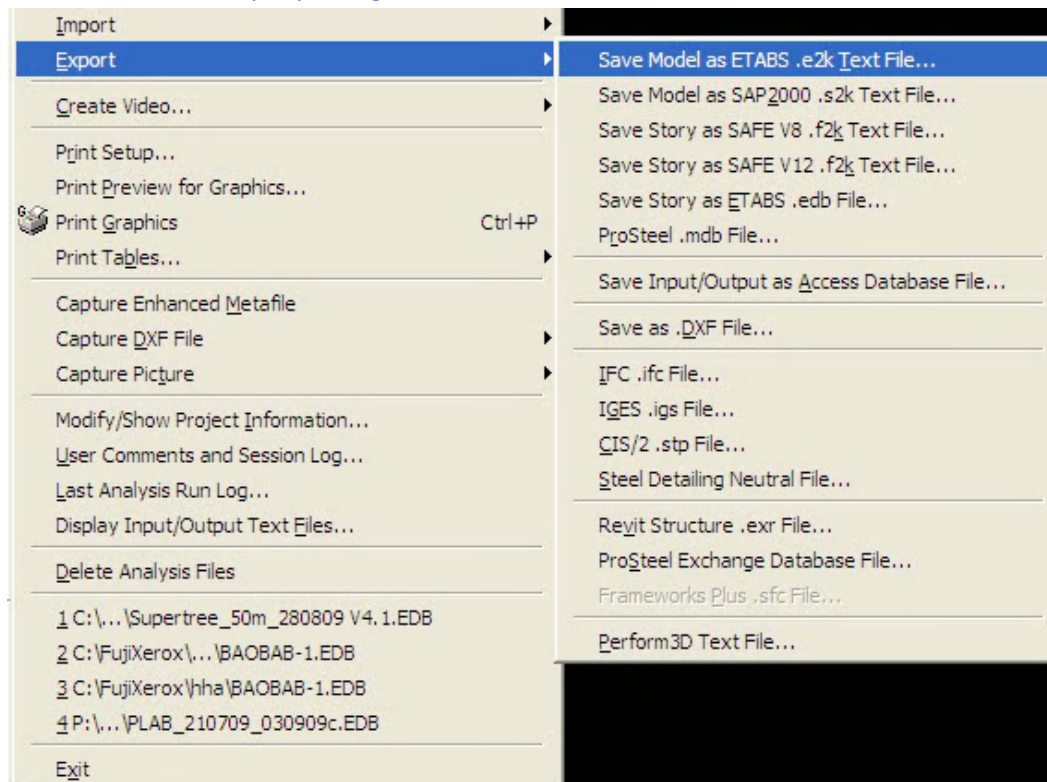 Import
Export
Create Video...
Print Setup...
Print Preview for Graphics...
Print Graphics Ctrl+P
Print Tables...
Capture Enhanced Metafile
Capture DXF File
Capture Picture
Modify/Show Project Information...
User Comments and Session Log...
Last Analysis Run Log...
Display Input/Output Text Files...
Delete Analysis Files
1 C:\...\Supertree_50m_280809 V4.1.EDB
2 C:\FujiXerox\...\BAOBAB-1.EDB
3 C:\FujiXerox\hha\BAOBAB-1.EDB
4 P:\...\PLAB_210709_030909c.EDB
Exit
Save Model as ETABS .e2k Text File...
Save Model as SAP2000 .s2k Text File...
Save Story as SAFE V8 .f2k Text File...
Save Story as SAFE V12 .f2k Text File...
Save Story as ETABS .edb File...
ProSteel .mdb File...
Save Input/Output as Access Database File...
Save as .DXF File...
IFC .ifc File...
IGES .igs File...
CIS/2 .stp File...
Steel Detailing Neutral File...
Revit Structure .exr File...
ProSteel Exchange Database File...
Frameworks Plus .sfc File...
Perform3D Text File...